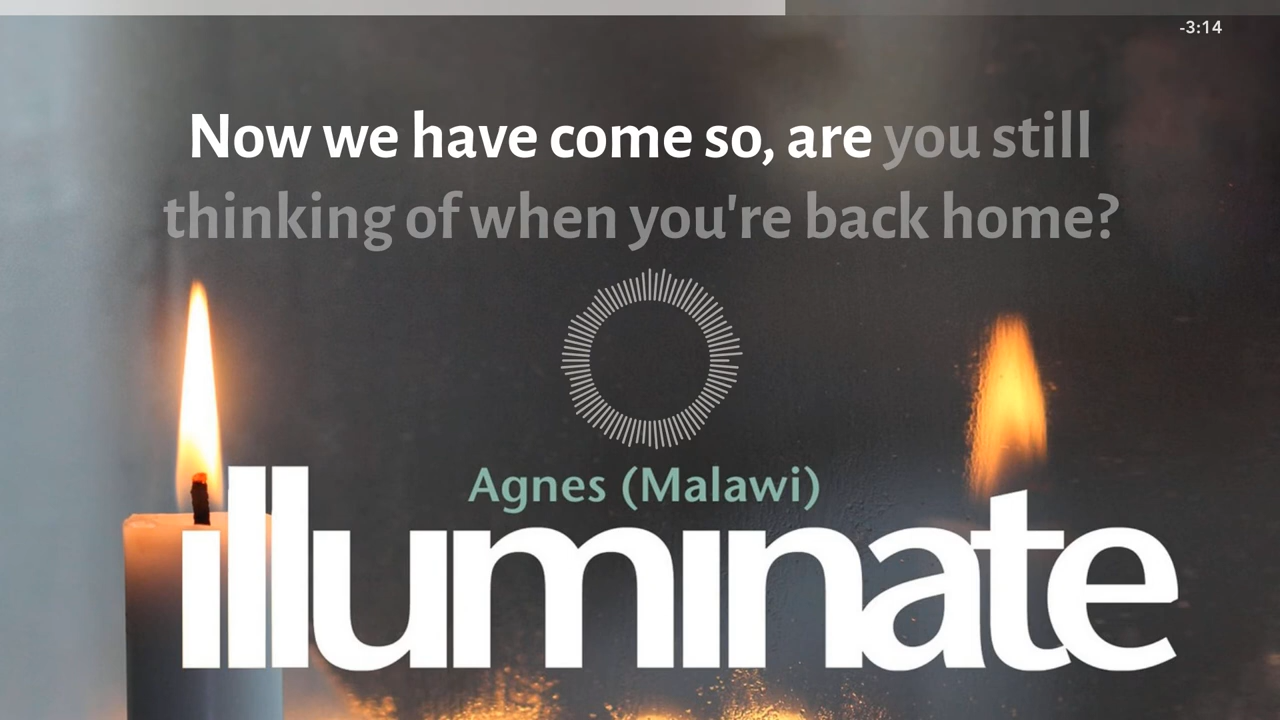 -3:14
Now we have come so, are you still
thinking of when you're back home?
Agnes (Malawi)
illuminate